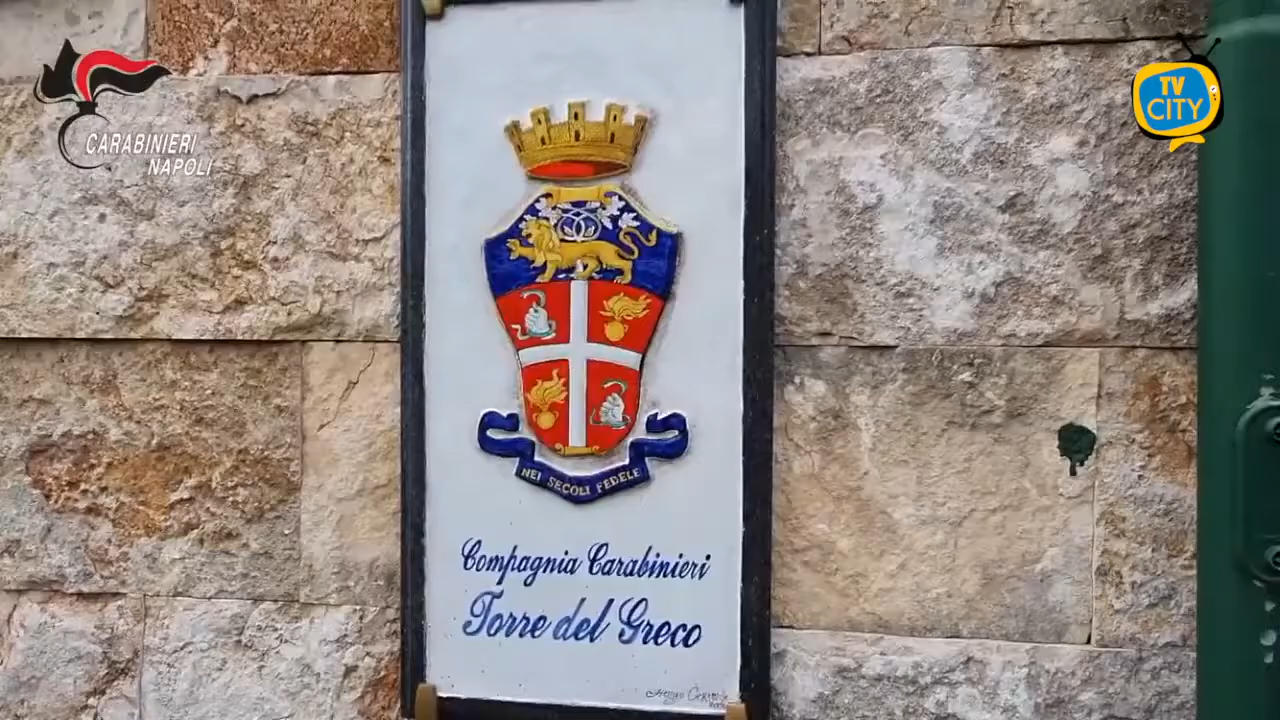 CARABINIERI
NAPOLI
TV
CITY
NEI SECOLI FEDELE
Compagnia Carabinieri
Torre del Greco